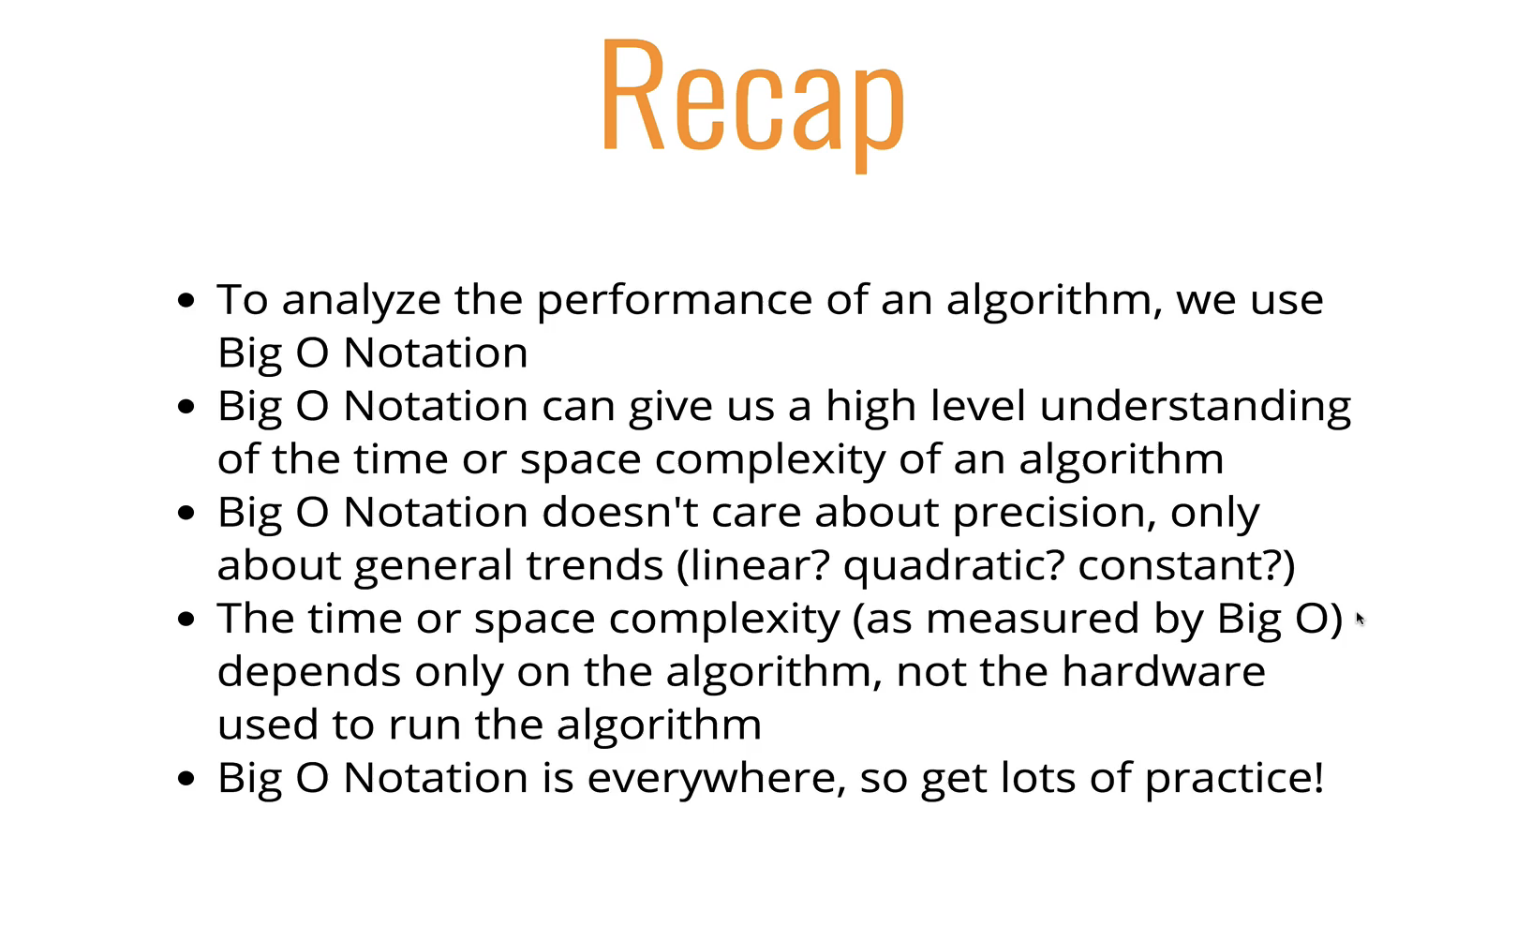 Recap
• To analyze the performance of an algorithm, we use
Big O Notation
• Big O Notation can give us a high level understanding
of the time or space complexity of an algorithm
• Big O Notation doesn't care about precision, only
about general trends (linear? quadratic? constant?)
• The time or space complexity (as measured by Big O)
depends only on the algorithm, not the hardware
used to run the algorithm
• Big O Notation is everywhere, so get lots of practice!